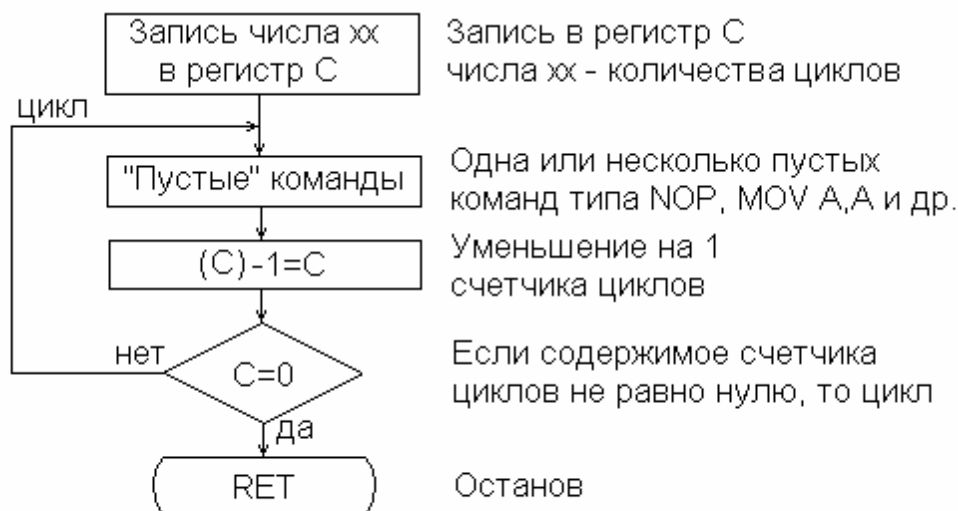 Запись числа xx
в регистр С
Запись в регистр С
числа xx - количества циклов
цикл
"Пустые" команды
Одна или несколько пустых
команд типа NOP, MOV A,A и др.
(С)-1=С
Уменьшение на 1
счетчика циклов
нет
С=0
Если содержимое счетчика
циклов не равно нулю, то цикл
да
RET
Останов